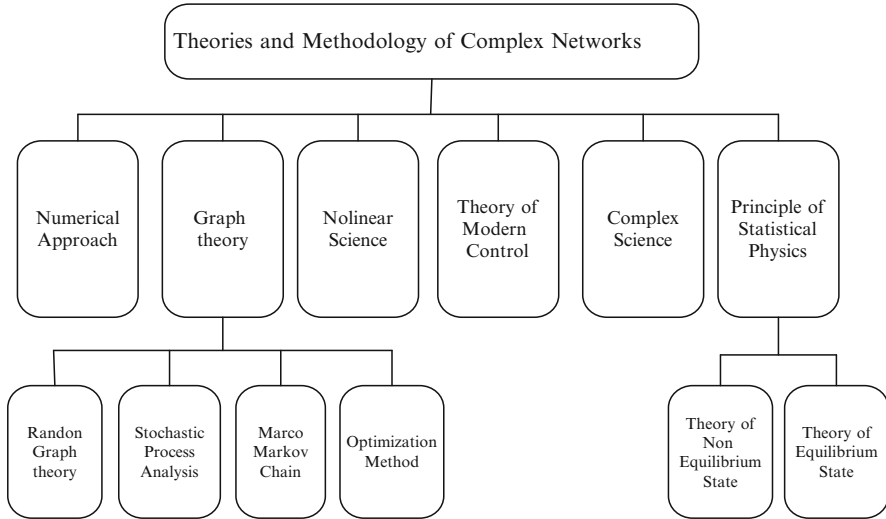 Theories and Methodology of Complex Networks
Numerical
Approach
Graph
theory
Nolinear
Science
Theory of
Modern
Control
Complex
Science
Principle of
Statistical
Physics
Randon
Graph
theory
Stochastic
Process
Analysis
Marco
Markov
Chain
Optimization
Method
Theory of
Non
Equilibrium
State
Theory of
Equilibrium
State